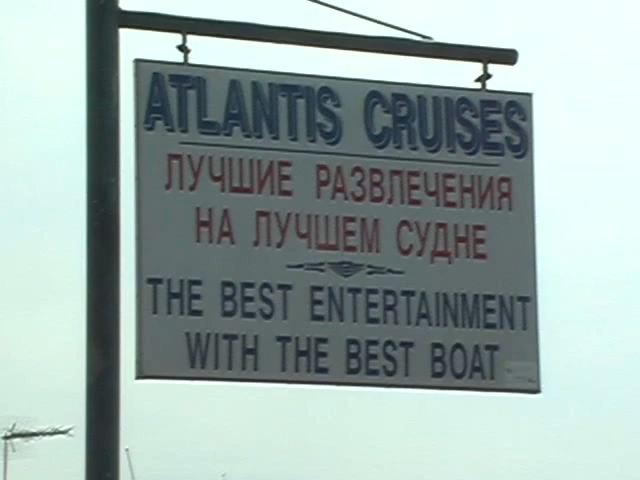 ATLANTIS CRUISES
ЛУЧШИЕ РАЗВЛЕЧЕНИЯ
НА ЛУЧШЕМ СУДНЕ
THE BEST ENTERTAINMENT
WITH THE BEST BOAT